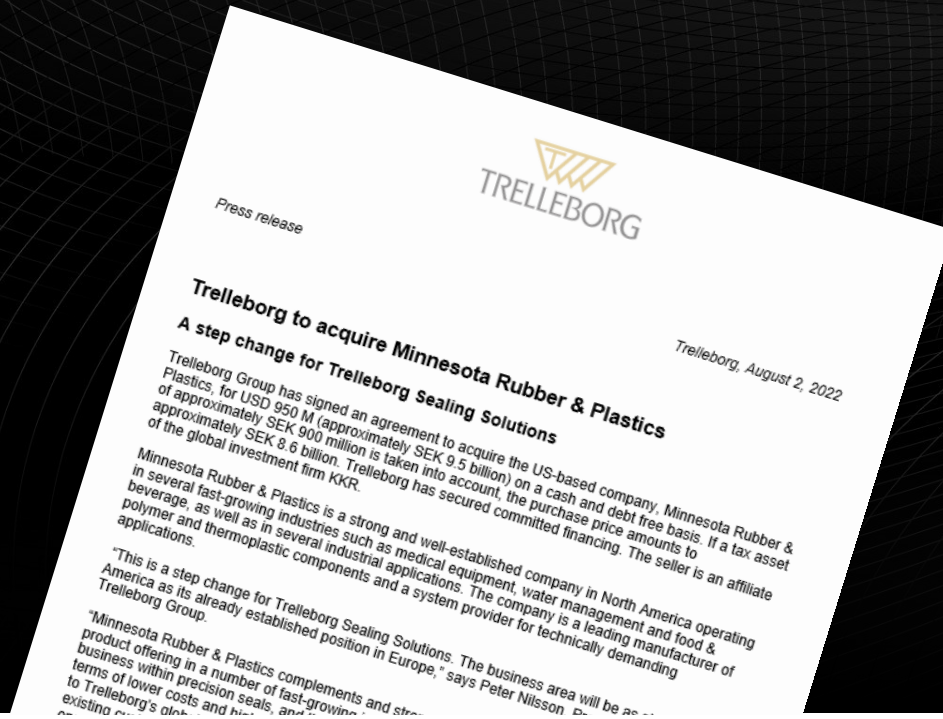 TRELLEBORG
Press release
Trelleborg, August 2, 2022
Trelleborg to acquire Minnesota Rubber & Plastics
A step change for Trelleborg Sealing Solutions
Trelleborg Group has signed an agreement to acquire the US-based company, Minnesota Rubber &
Plastics, for USD 950 M (approximately SEK 9.5 billion) on a cash and debt free basis. If a tax asset
of approximately SEK 900 million is taken into account, the purchase price amounts to
approximately SEK 8.6 billion. Trelleborg has secured committed financing. The seller is an affiliate
of the global investment firm KKR.
Minnesota Rubber & Plastics is a strong and well-established company in North America operating
in several fast-growing industries such as medical equipment, water management and food &
beverage, as well as in several industrial applications. The company is a leading manufacturer of
polymer and thermoplastic components and a system provider for technically demanding
applications.
“This is a step change for Trelleborg Sealing Solutions. The business area will be as
America as its already established position in Europe,” says Peter Nilsson,
Trelleborg Group.
“Minnesota Rubber & Plastics complements and
product offering in a number of fast-growing
business within precision seals, and
terms of lower costs and
to Trelleborg’s
existing